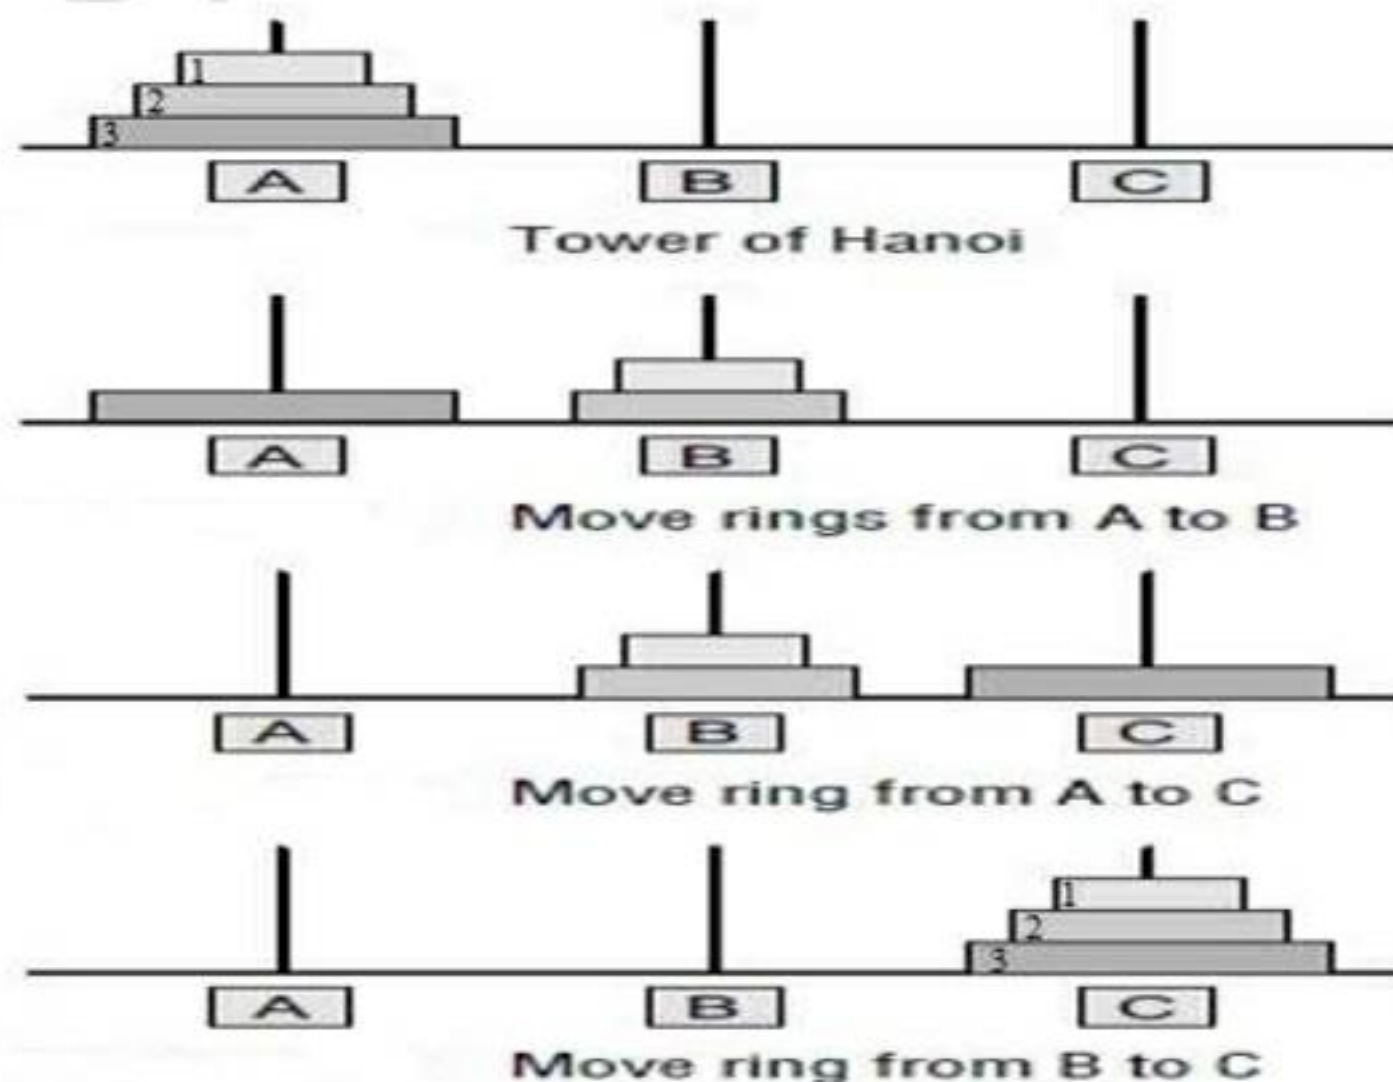 1
2
3
A B C
Tower of Hanoi
A B C
Move rings from A to B
A B C
Move ring from A to C
1
2
3
A B C
Move ring from B to C